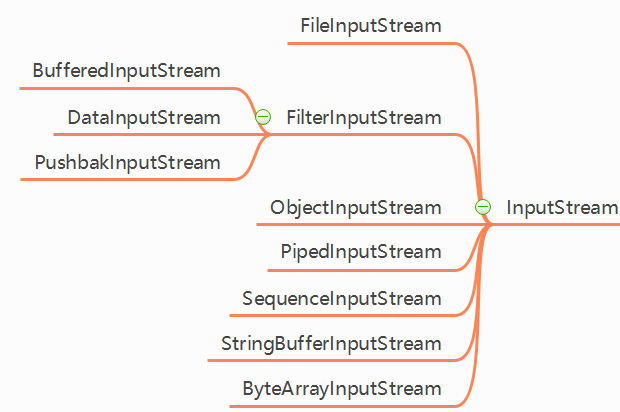 FileInputStream
BufferedInputStream
DataInputStream
FilterInputStream
PushbakInputStream
ObjectInputStream
InputStream
PipedInputStream
SequenceInputStream
StringBufferInputStream
ByteArrayInputStream